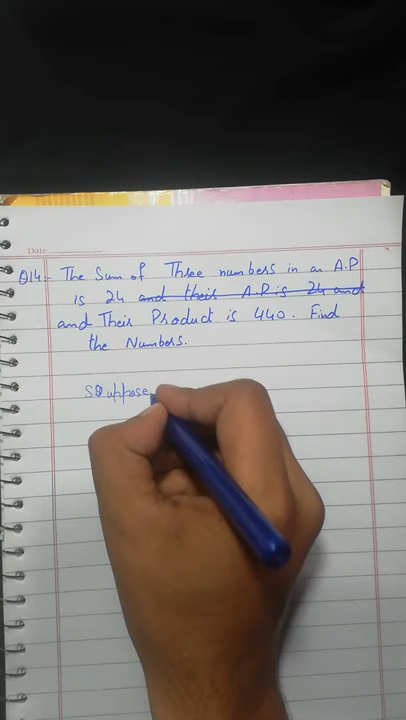 Date
Q14:- The Sum of Three numbers in an A.P
is 24 and their A.P is 24 and
and Their Product is 440. Find
the Numbers.
Suppose